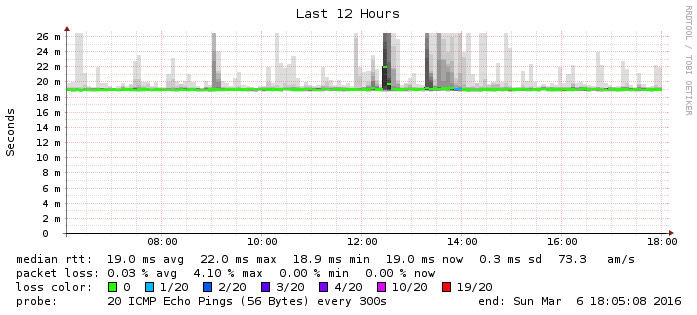 Last 12 Hours
RRDTOOL / TOBI OETIKER
Seconds
26 m
24 m
22 m
20 m
18 m
16 m
14 m
12 m
10 m
8 m
6 m
4 m
2 m
0
08:00 10:00 12:00 14:00 16:00 18:00
median rtt: 19.0 ms avg 22.0 ms max 18.9 ms min 19.0 ms now 0.3 ms sd 73.3 am/s
packet loss: 0.03 % avg 4.10 % max 0.00 % min 0.00 % now
loss color: 0 1/20 2/20 3/20 4/20 10/20 19/20
probe: 20 ICMP Echo Pings (56 Bytes) every 300s end: Sun Mar 6 18:05:08 2016